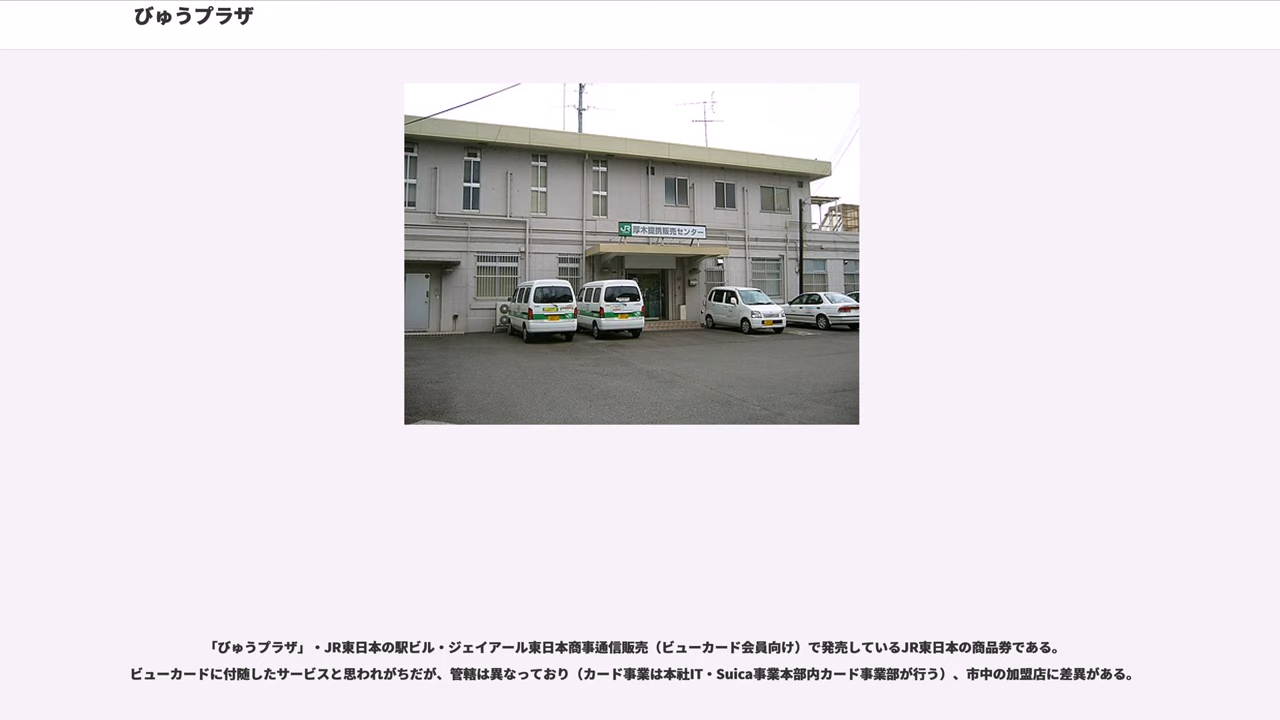 びゅうプラザ
JR 厚木提携販売センター
「びゅうプラザ」・JR東日本の駅ビル・ジェイアール東日本商事通信販売（ビューカード会員向け）で発売しているJR東日本の商品券である。
ビューカードに付随したサービスと思われがちだが、管轄は異なっており（カード事業は本社IT・Suica事業本部内カード事業部が行う）、市中の加盟店に差異がある。